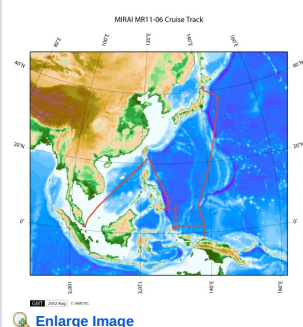 MIRAI MR11-06 Cruise Track
80°E 100°E 120°E 140°E 160°E
40°N 40°N
20°N 20°N
0° 0°
100°E 120°E 140°E 160°E
GMT 2012 Aug © JAMSTEC
Enlarge Image